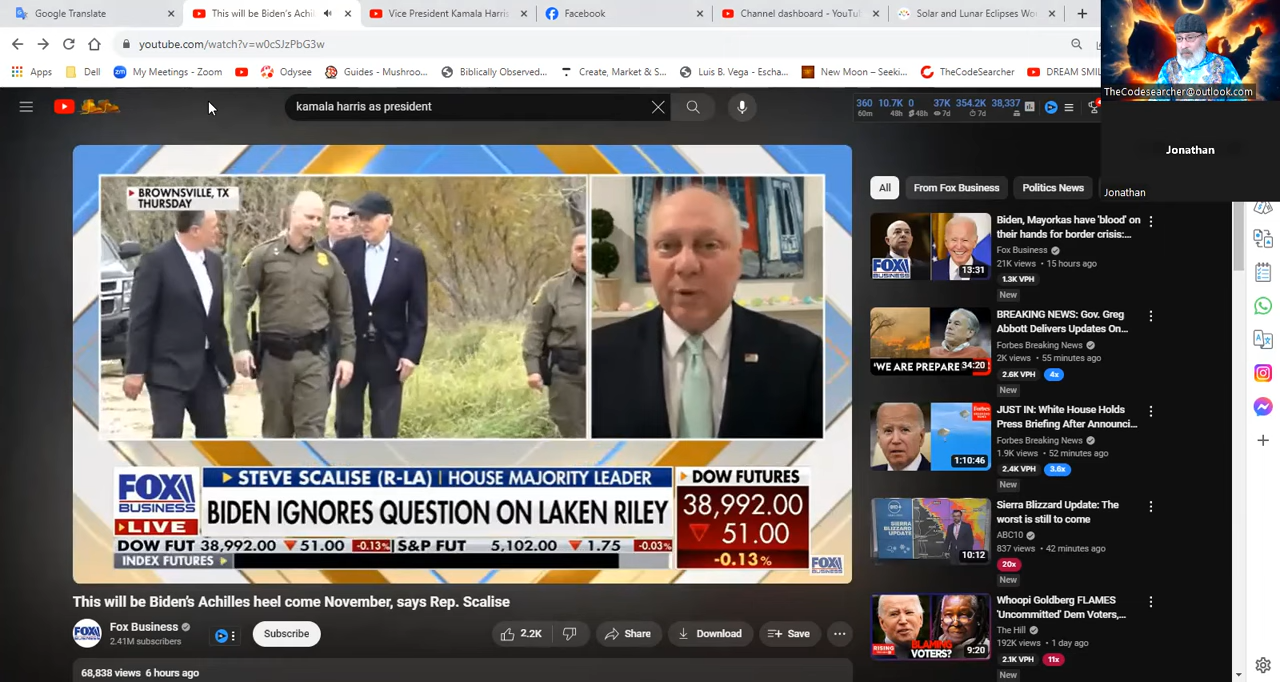 Google Translate
This will be Biden's Achil
Vice President Kamala Harris
Facebook
Channel dashboard - YouTu
Solar and Lunar Eclipses Wo
youtube.com/watch?v=w0cSJzPbG3w
Apps
Dell
My Meetings - Zoom
Odysee
Guides - Mushroo...
Biblically Observed...
Create, Market & S...
Luis B. Vega - Escha...
New Moon – Seeki...
TheCodeSearcher
DREAM SMIL
TheCodesearcher@outlook.com
kamala harris as president
360 10.7K 0 37K 354.2K 38,337
60m 48h 48h 7d 7d
Jonathan
Jonathan
All
From Fox Business
Politics News
BROWNSVILLE, TX
THURSDAY
STEVE SCALISE (R-LA) | HOUSE MAJORITY LEADER
BIDEN IGNORES QUESTION ON LAKEN RILEY
FOX
BUSINESS
LIVE
DOW FUTURES
38,992.00
51.00
-0.13%
DOW FUT 38,992.00 51.00 -0.13% S&P FUT 5,102.00 1.75 -0.03%
INDEX FUTURES
FOX
BUSINESS
This will be Biden's Achilles heel come November, says Rep. Scalise
Fox Business
2.41M subscribers
Subscribe
2.2K
Share
Download
Save
68,838 views 6 hours ago
Biden, Mayorkas have 'blood' on
their hands for border crisis:...
Fox Business
21K views • 15 hours ago
1.3K VPH
New
FOX
13:31
BREAKING NEWS: Gov. Greg
Abbott Delivers Updates On...
Forbes Breaking News
2K views • 55 minutes ago
2.6K VPH 4x
New
'WE ARE PREPARE
34:20
JUST IN: White House Holds
Press Briefing After Announci...
Forbes Breaking News
1.9K views • 52 minutes ago
2.4K VPH 3.6x
New
1:10:46
Sierra Blizzard Update: The
worst is still to come
ABC10
837 views • 42 minutes ago
20x
New
SIERRA
BLIZZARD
UPDATE
10:12
Whoopi Goldberg FLAMES
'Uncommitted' Dem Voters,...
The Hill
192K views • 1 day ago
2.1K VPH 11x
New
BLAMING
VOTERS?
RISING
9:20